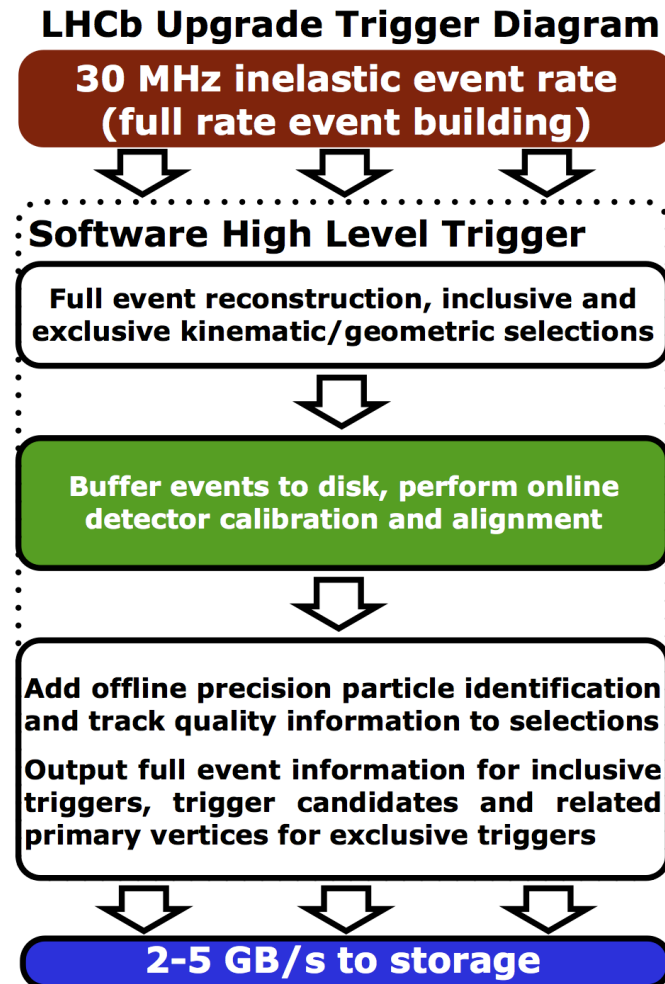 LHCb Upgrade Trigger Diagram
30 MHz inelastic event rate
(full rate event building)
Software High Level Trigger
Full event reconstruction, inclusive and
exclusive kinematic/geometric selections
Buffer events to disk, perform online
detector calibration and alignment
Add offline precision particle identification
and track quality information to selections
Output full event information for inclusive
triggers, trigger candidates and related
primary vertices for exclusive triggers
2-5 GB/s to storage